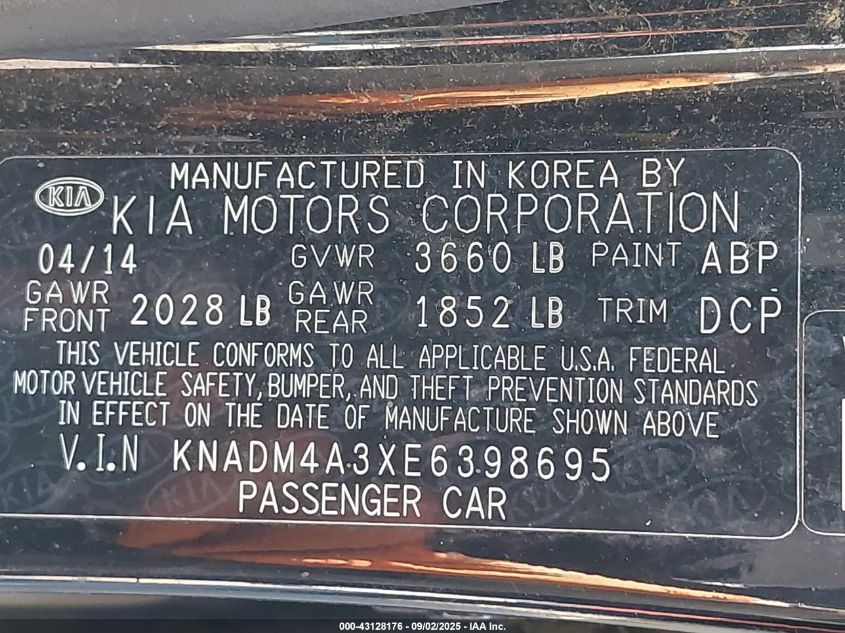 MANUFACTURED IN KOREA BY
KIA KIA MOTORS CORPORATION
04/14 GVWR 3660 LB PAINT ABP
GAWR FRONT 2028 LB GAWR REAR 1852 LB TRIM DCP
THIS VEHICLE CONFORMS TO ALL APPLICABLE U.S.A. FEDERAL
MOTOR VEHICLE SAFETY, BUMPER, AND THEFT PREVENTION STANDARDS
IN EFFECT ON THE DATE OF MANUFACTURE SHOWN ABOVE
V.I.N KNADM4A3XE6398695
PASSENGER CAR
000-43128176 - 09/02/2025 - IAA Inc.